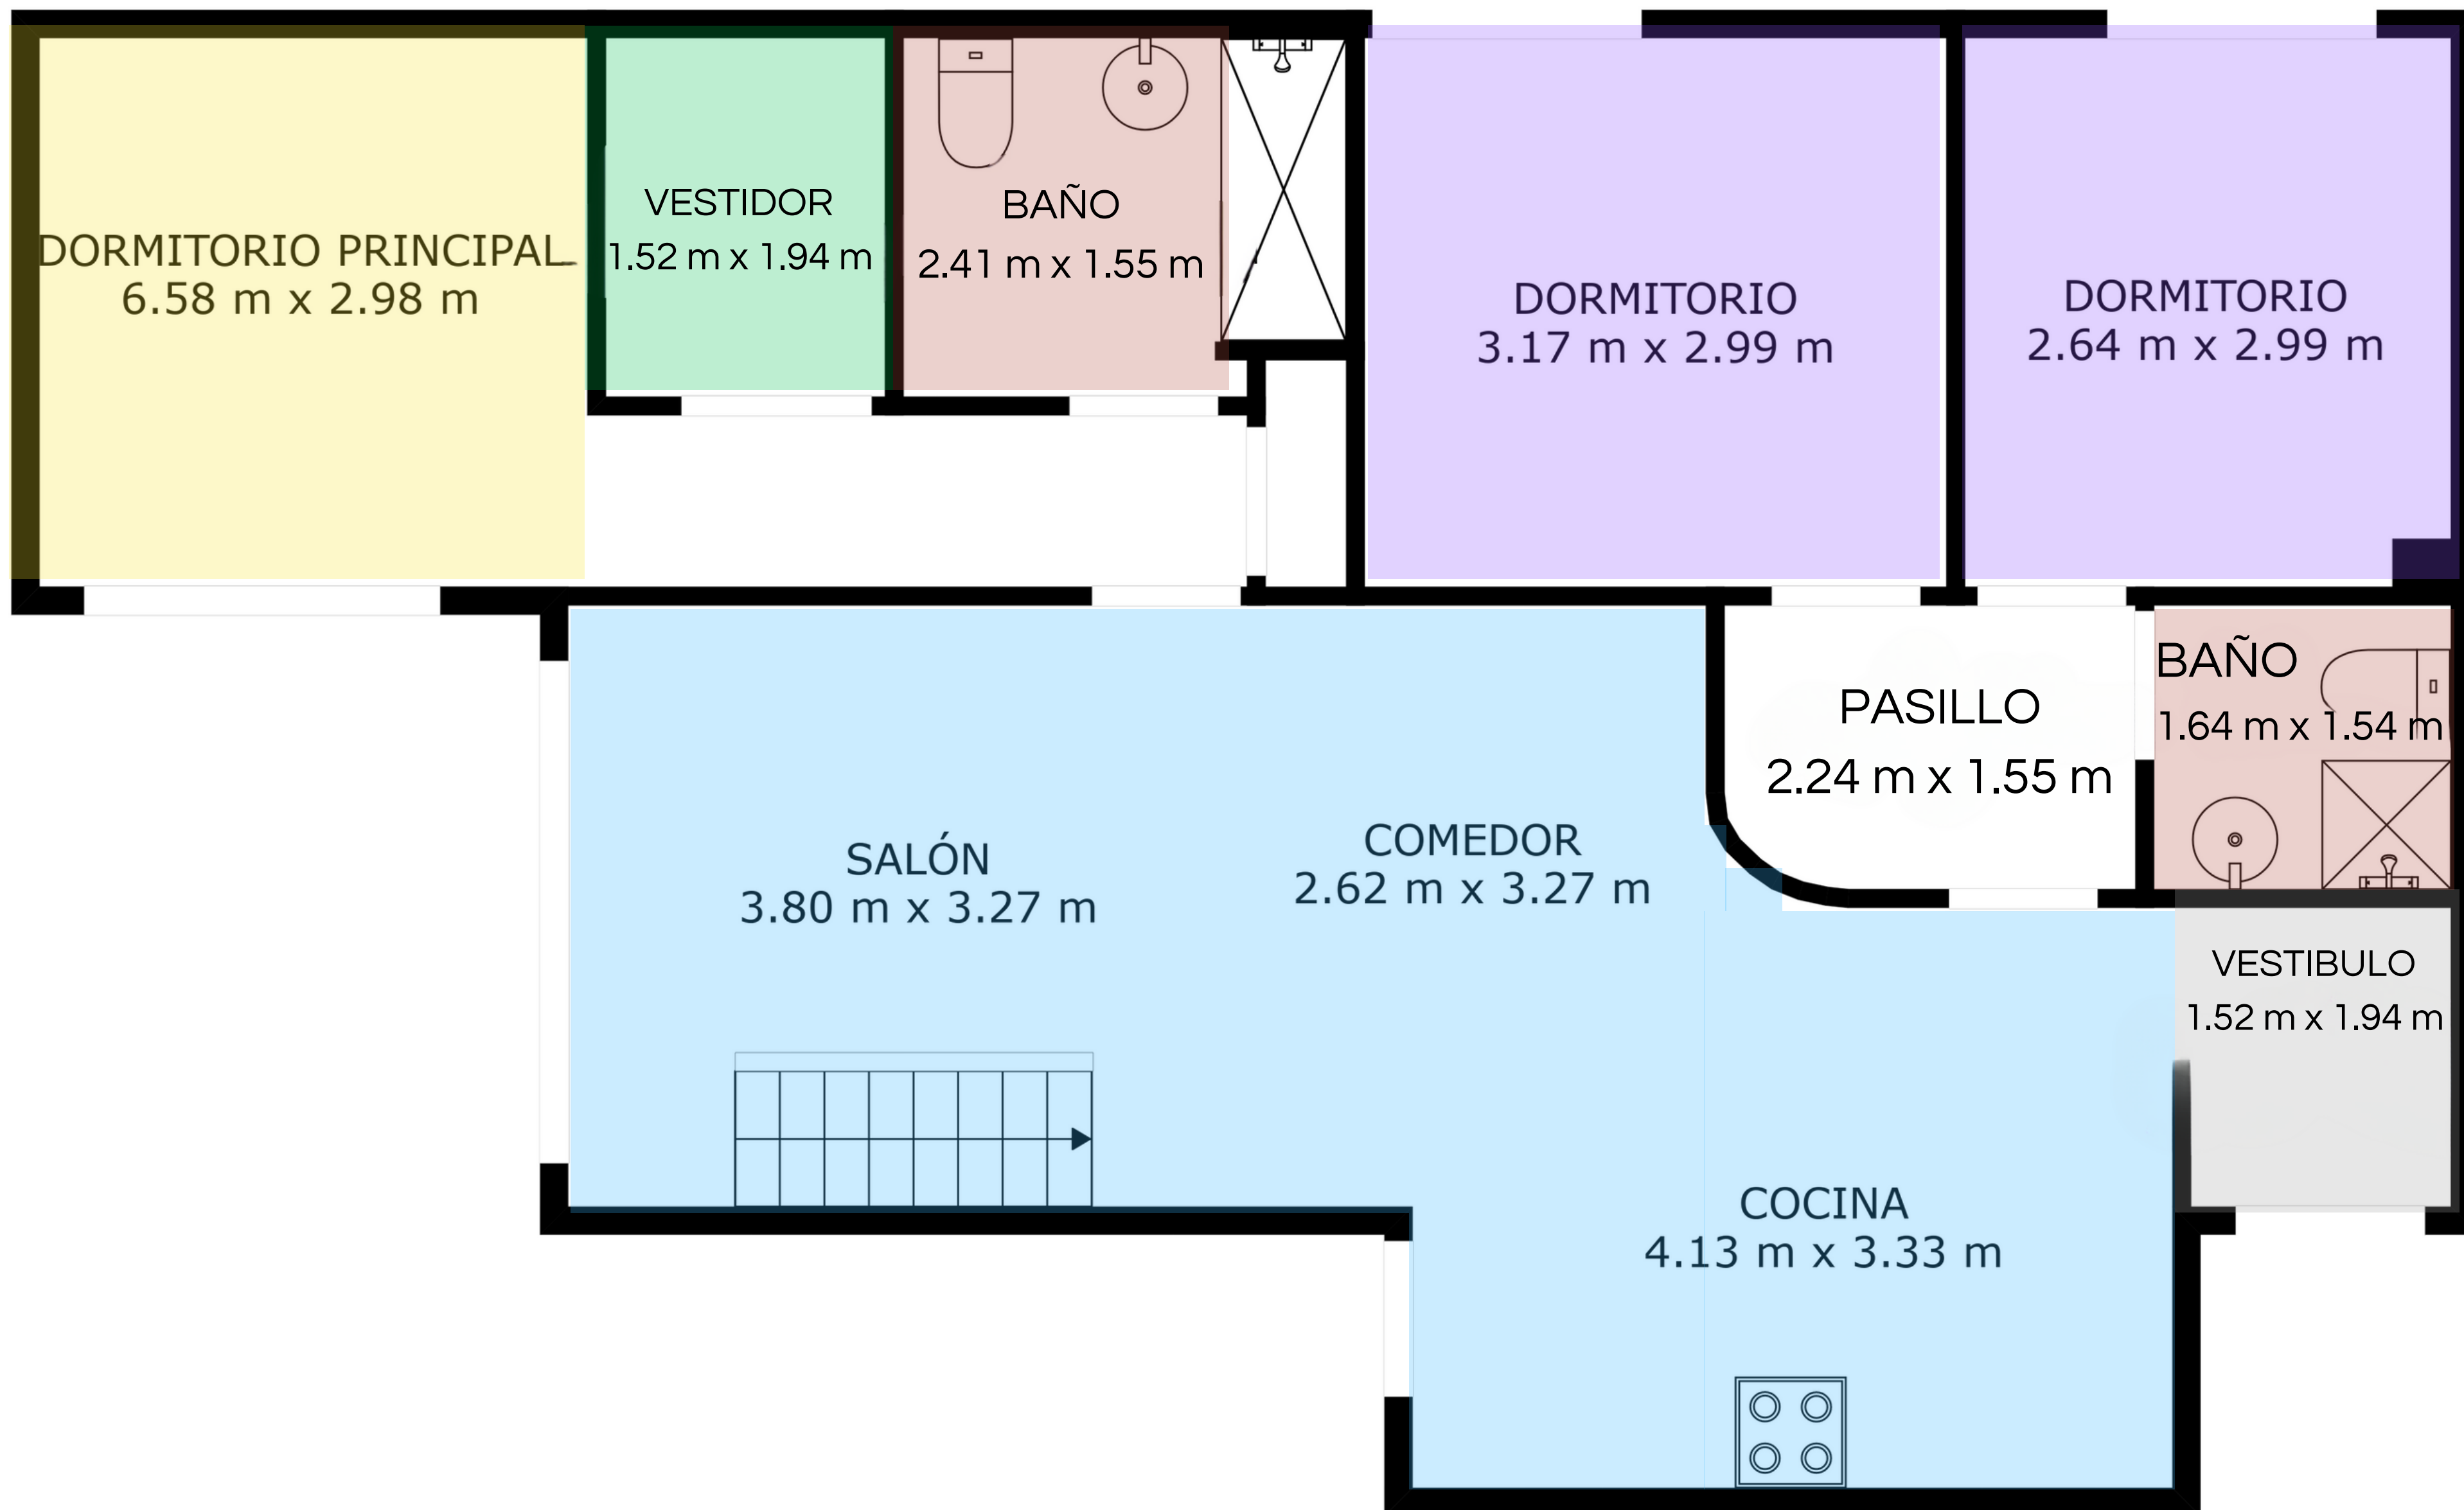 DORMITORIO PRINCIPAL
6.58 m x 2.98 m
VESTIDOR
1.52 m x 1.94 m
BAÑO
2.41 m x 1.55 m
DORMITORIO
3.17 m x 2.99 m
DORMITORIO
2.64 m x 2.99 m
SALÓN
3.80 m x 3.27 m
COMEDOR
2.62 m x 3.27 m
PASILLO
2.24 m x 1.55 m
BAÑO
1.64 m x 1.54 m
VESTIBULO
1.52 m x 1.94 m
COCINA
4.13 m x 3.33 m